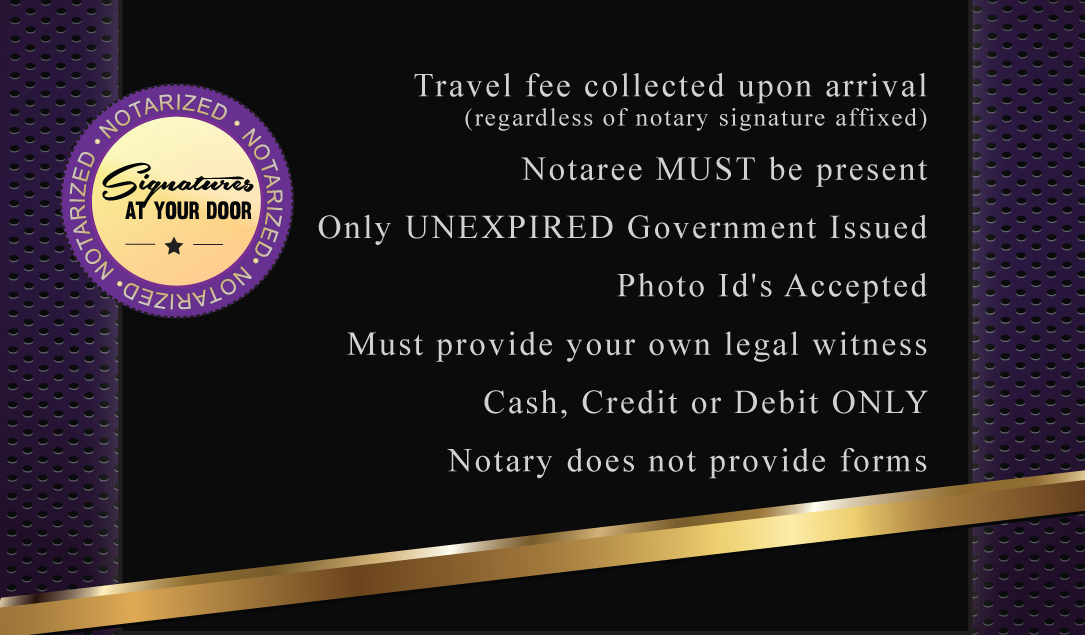 Travel fee collected upon arrival
(regardless of notary signature affixed)
Notaree MUST be present
Only UNEXPIRED Government Issued
Photo Id's Accepted
Must provide your own legal witness
Cash, Credit or Debit ONLY
Notary does not provide forms
NOTARIZED • NOTARIZED • NOTARIZED • NOTARIZED •
Signatures
AT YOUR DOOR